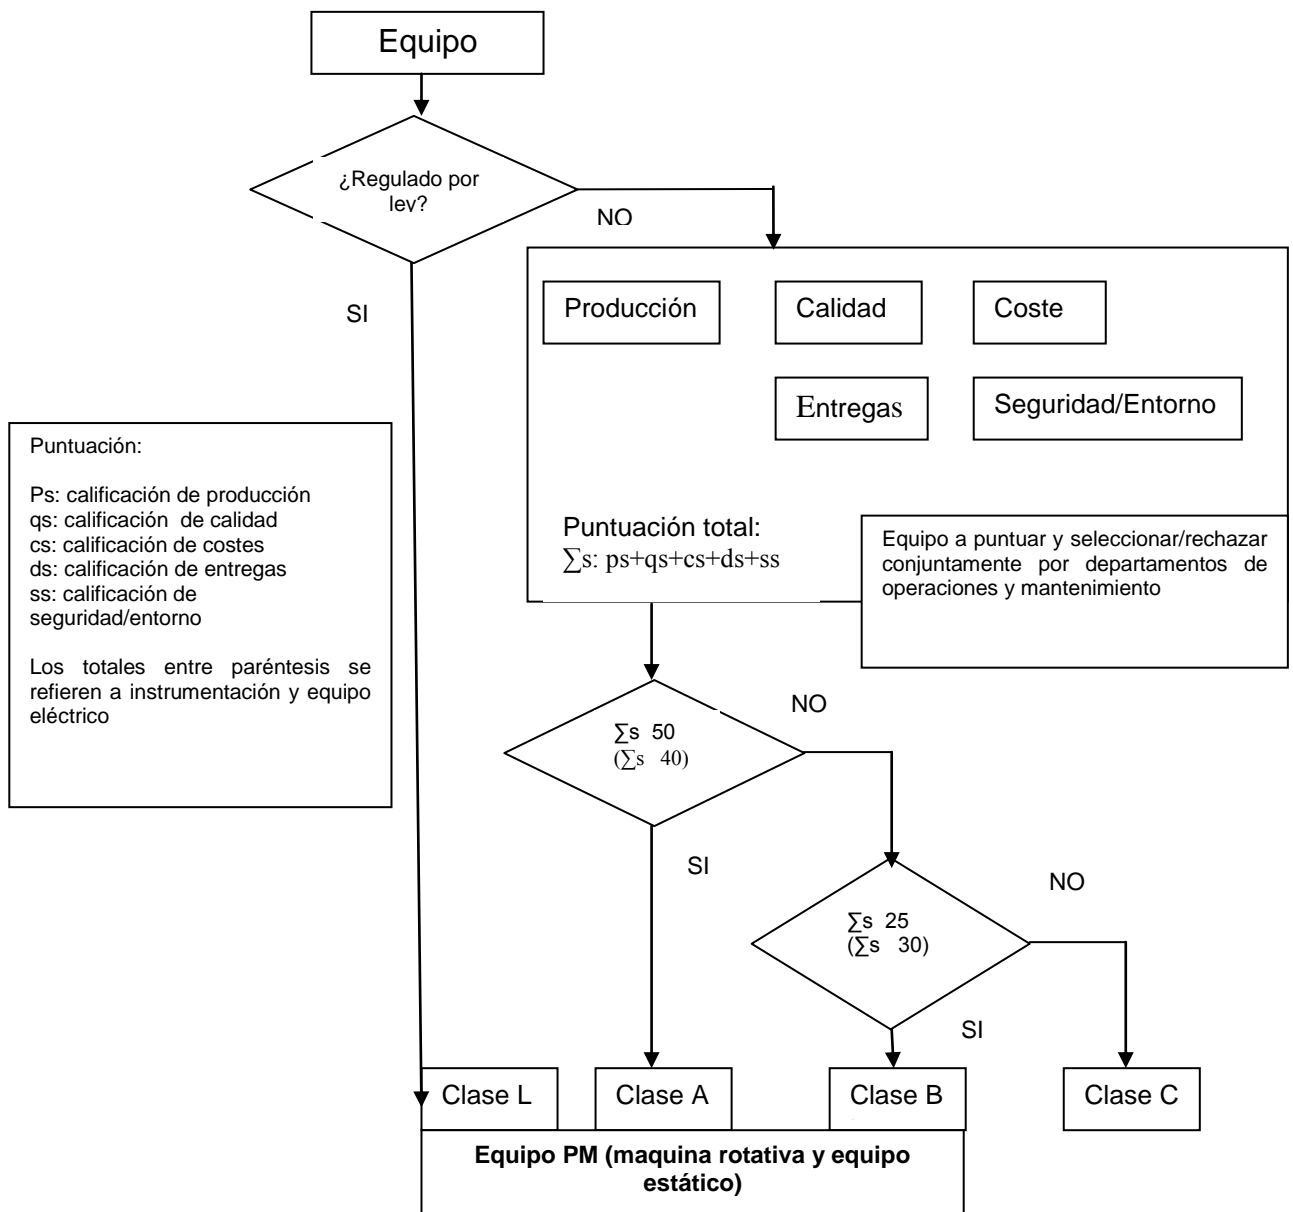 Equipo
¿Regulado por
ley?
NO
SI
Producción
Calidad
Coste
Entregas
Seguridad/Entorno
Puntuación:
Ps: calificación de producción
qs: calificación de calidad
cs: calificación de costes
ds: calificación de entregas
ss: calificación de
seguridad/entorno
Los totales entre paréntesis se
refieren a instrumentación y equipo
eléctrico
Puntuación total:
∑s: ps+qs+cs+ds+ss
Equipo a puntuar y seleccionar/rechazar
conjuntamente por departamentos de
operaciones y mantenimiento
NO
∑s 50
(∑s 40)
SI
NO
∑s 25
(∑s 30)
SI
Clase L
Clase A
Clase B
Clase C
Equipo PM (maquina rotativa y equipo
estático)